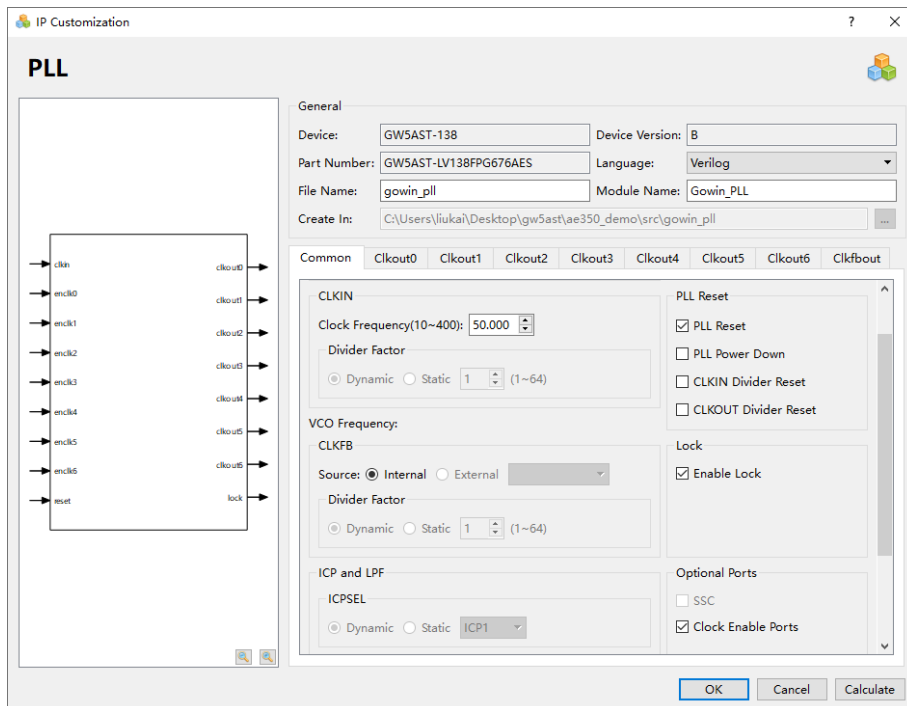 IP Customization ? ×
PLL
General
Device: GW5AST-138 Device Version: B
Part Number: GW5AST-LV138FPG676AES Language: Verilog
File Name: gowin_pll Module Name: Gowin_PLL
Create In: C:\Users\liukai\Desktop\gw5ast\ae350_demo\src\gowin_pll ...
Common Clkout0 Clkout1 Clkout2 Clkout3 Clkout4 Clkout5 Clkout6 Clkfbout
clkin
enclk0
enclk1
enclk2
enclk3
enclk4
enclk5
enclk6
reset
clkout0
clkout1
clkout2
clkout3
clkout4
clkout5
clkout6
lock
CLKIN
Clock Frequency(10~400): 50.000
Divider Factor
Dynamic Static 1 (1~64)
VCO Frequency:
CLKFB
Source: Internal External
Divider Factor
Dynamic Static 1 (1~64)
ICP and LPF
ICPSEL
Dynamic Static ICP1
PLL Reset
PLL Reset
PLL Power Down
CLKIN Divider Reset
CLKOUT Divider Reset
Lock
Enable Lock
Optional Ports
SSC
Clock Enable Ports
OK Cancel Calculate